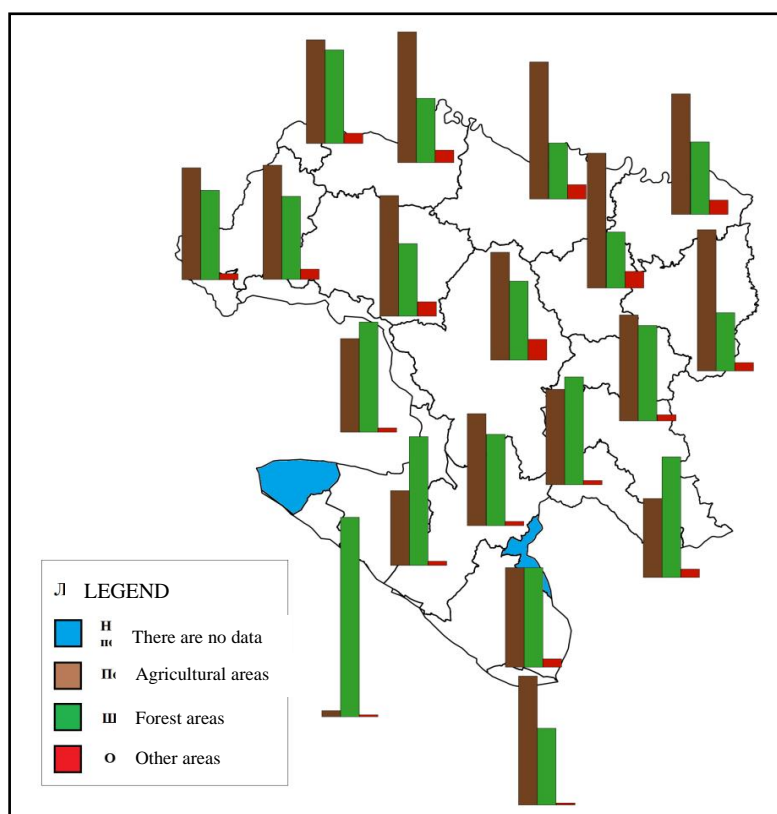 Л LEGEND
Н
There are no data
Agricultural areas
Forest areas
О Other areas